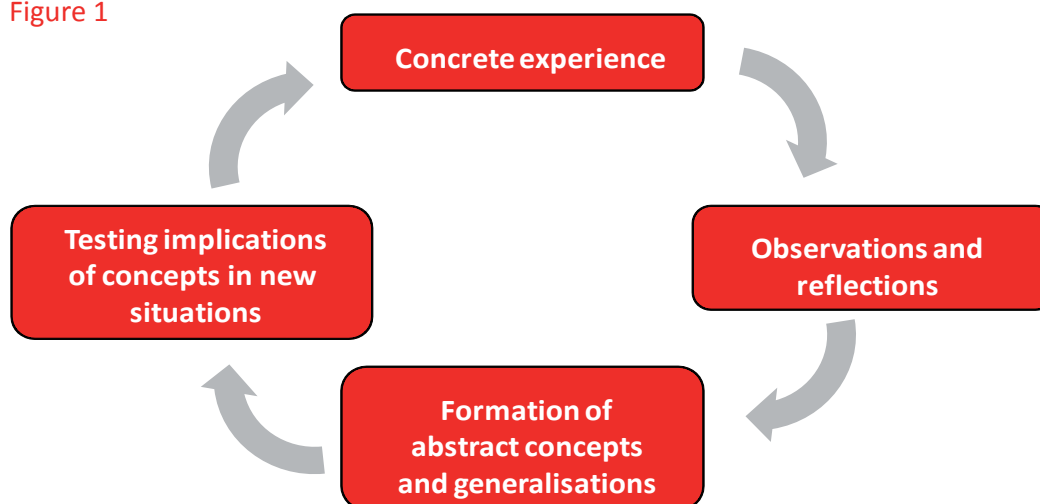 Figure 1
Concrete experience
Observations and
reflections
Formation of
abstract concepts
and generalisations
Testing implications
of concepts in new
situations